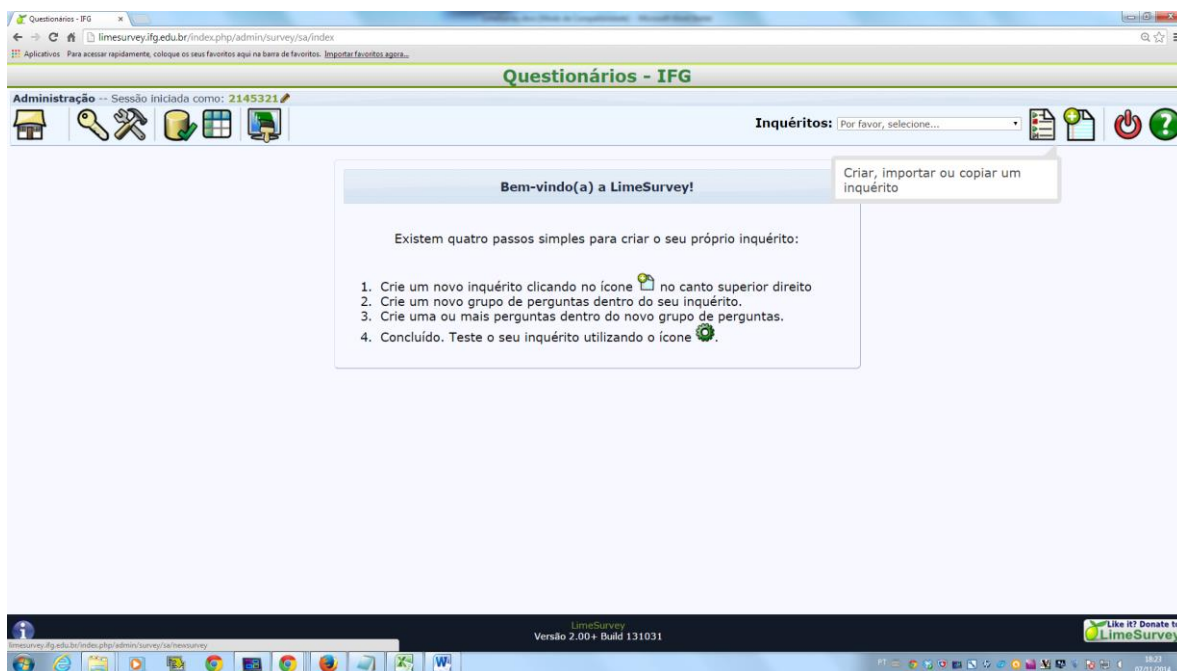 Questionários - IFG
limesurvey.ifg.edu.br/index.php/admin/survey/sa/index
Aplicativos Para acessar rapidamente, coloque os seus favoritos aqui na barra de favoritos. Importar favoritos agora...
Questionários - IFG
Administração -- Sessão iniciada como: 2145321
Inquéritos: Por favor, selecione...
Criar, importar ou copiar um
inquérito
Bem-vindo(a) a LimeSurvey!
Existem quatro passos simples para criar o seu próprio inquérito:
1. Crie um novo inquérito clicando no ícone no canto superior direito
2. Crie um novo grupo de perguntas dentro do seu inquérito.
3. Crie uma ou mais perguntas dentro do novo grupo de perguntas.
4. Concluído. Teste o seu inquérito utilizando o ícone .
LimeSurvey
Versão 2.00+ Build 131031
Like it? Donate t
LimeSurvey
limesurvey.ifg.edu.br/index.php/admin/survey/sa/newsurvey
PT
18:23
07/11/2014